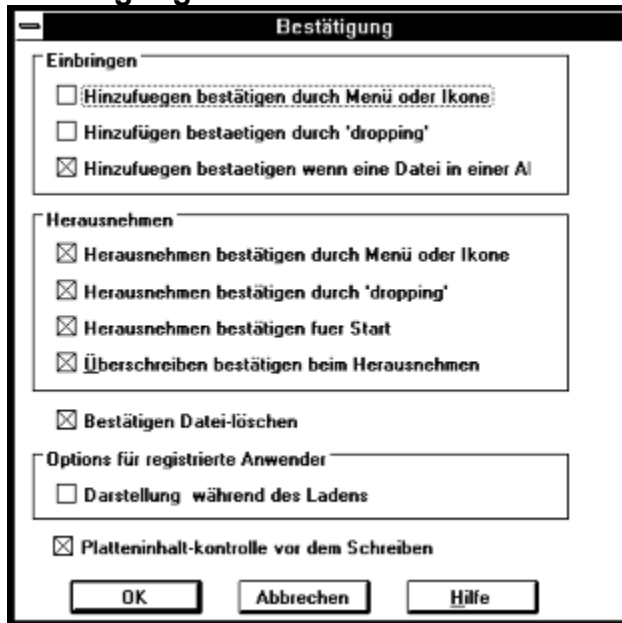 Bestätigung
Einbringen
Hinzufuegen bestätigen durch Menü oder Ikone
Hinzufügen bestaetigen durch 'dropping'
Hinzufuegen bestaetigen wenn eine Datei in einer
Herausnehmen
Herausnehmen bestätigen durch Menü oder Ikone
Herausnehmen bestätigen durch 'dropping'
Herausnehmen bestätigen fuer Start
Überschreiben bestätigen beim Herausnehmen
Bestätigen Datei-löschen
Options für registrierte Anwender
Darstellung während des Ladens
Platteninhalt-kontrolle vor dem Schreiben
OK Abbrechen Hilfe